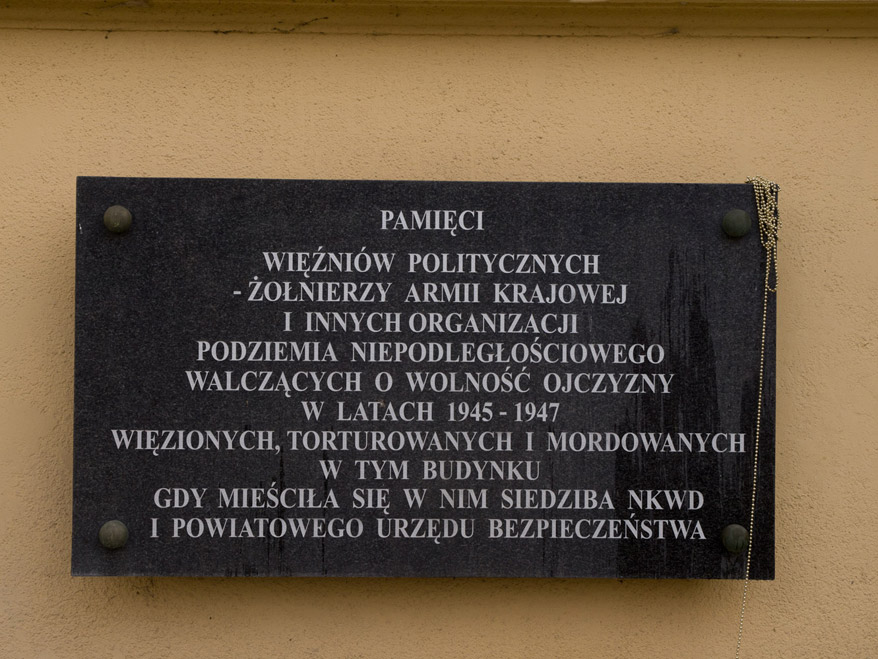 PAMIĘCI
WIĘŹNIÓW POLITYCZNYCH
- ŻOŁNIERZY ARMII KRAJOWEJ
I INNYCH ORGANIZACJI
PODZIEMIA NIEPODLEGŁOŚCIOWEGO
WALCZĄCYCH O WOLNOŚĆ OJCZYZNY
W LATACH 1945 - 1947
WIĘZIONYCH, TORTUROWANYCH I MORDOWANYCH
W TYM BUDYNKU
GDY MIEŚCIŁA SIĘ W NIM SIEDZIBA NKWD
I POWIATOWEGO URZĘDU BEZPIECZEŃSTWA